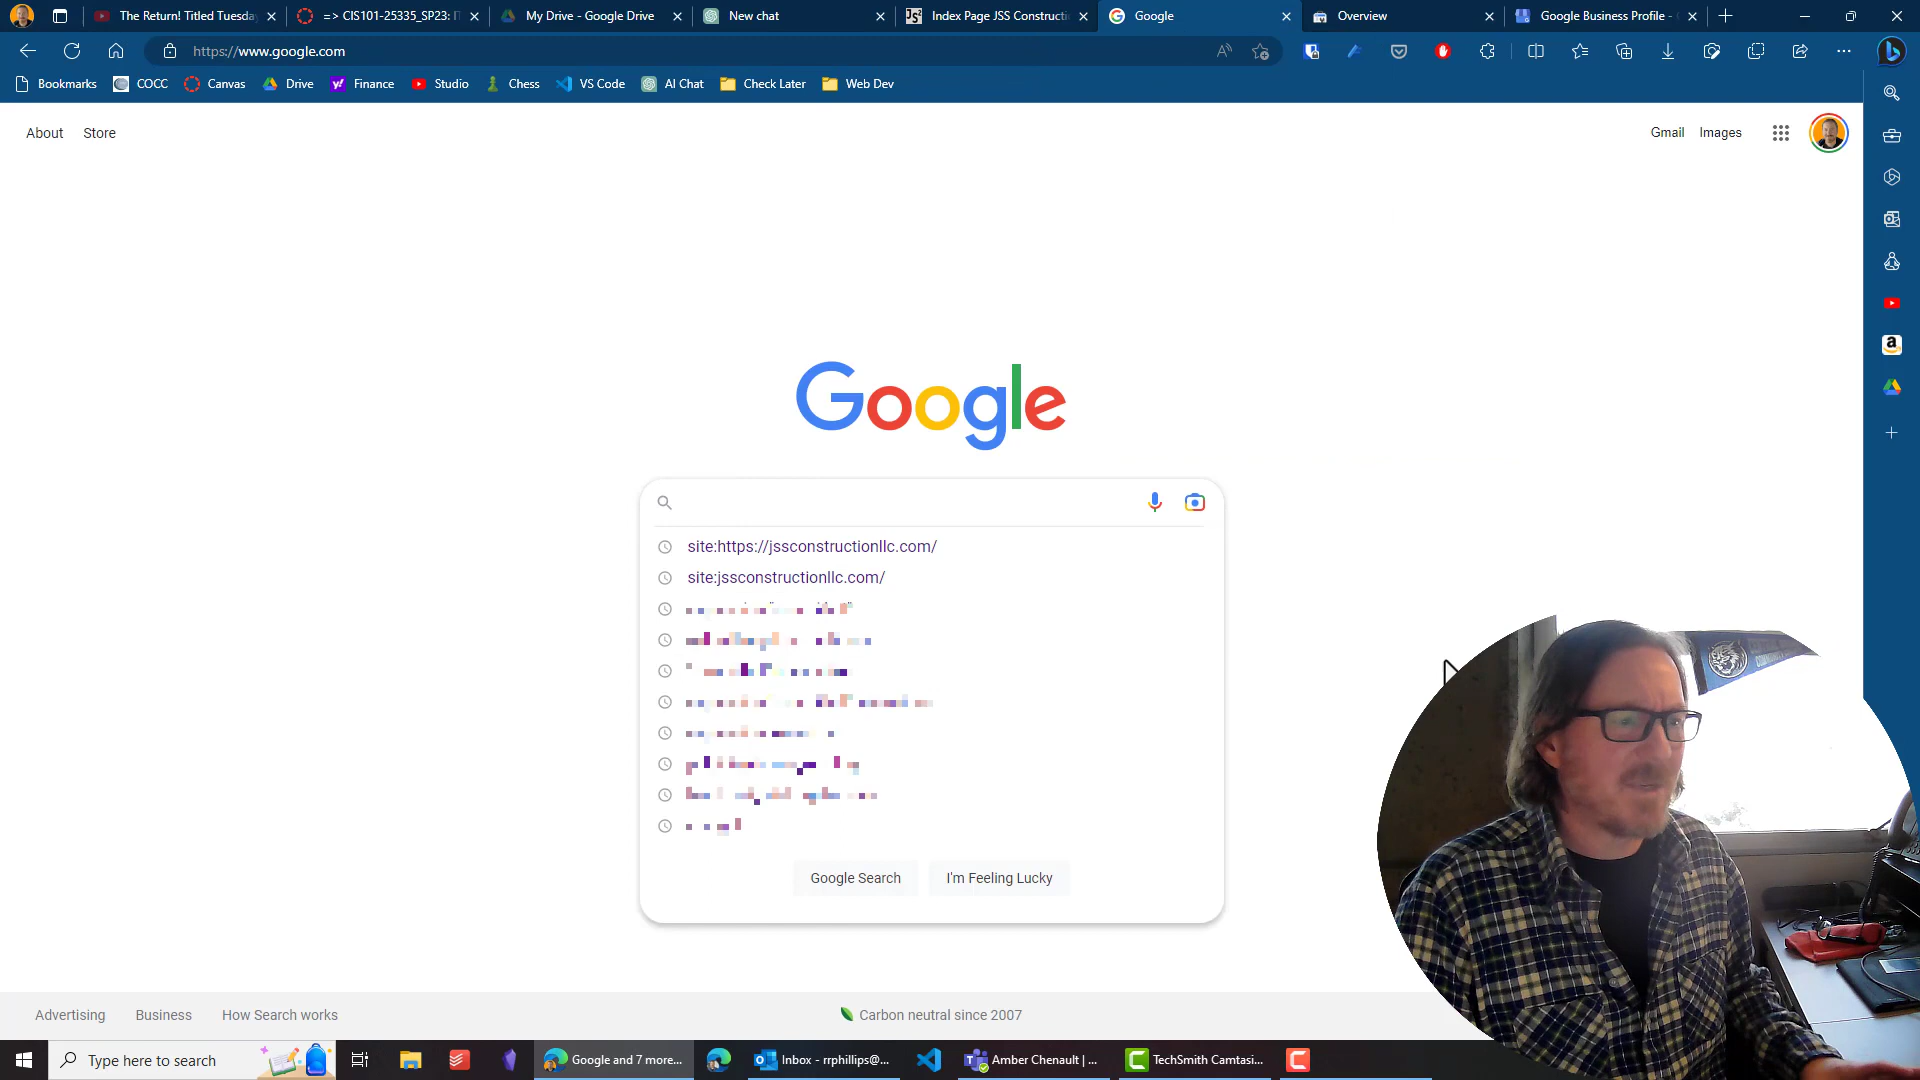 The Return! Titled Tuesday
=> CIS101-25335_SP23:
My Drive - Google Drive
New chat
Index Page JSS Constructi
Google
Overview
Google Business Profile -
https://www.google.com
Bookmarks
COCC
Canvas
Drive
Finance
Studio
Chess
VS Code
AI Chat
Check Later
Web Dev
About
Store
Gmail
Images
Google
site:https://jssconstructionllc.com/
site:jssconstructionllc.com/
Google Search
I'm Feeling Lucky
Advertising
Business
How Search works
Carbon neutral since 2007
Type here to search
Google and 7 more...
Inbox - rrphillips@...
Amber Chenault | ...
TechSmith Camtasi...